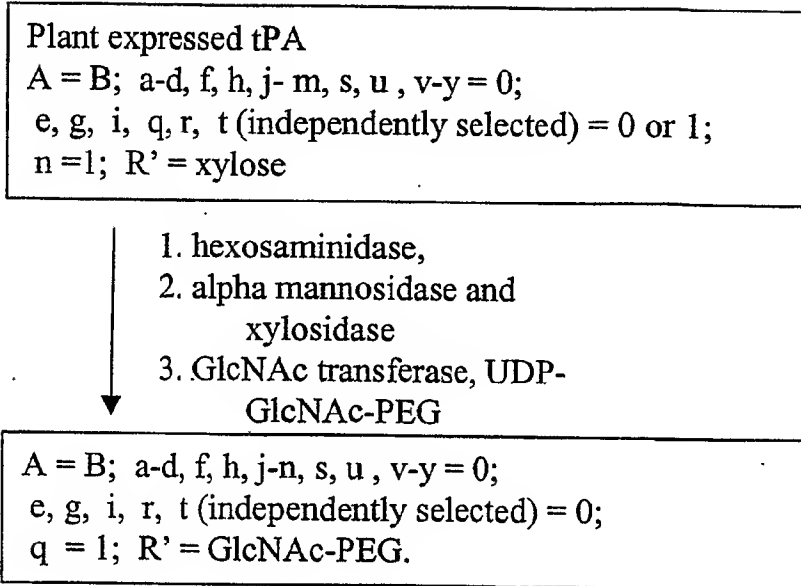 Plant expressed tPA
A = B; a-d, f, h, j- m, s, u , v-y = 0;
e, g, i, q, r, t (independently selected) = 0 or 1;
n =1; R' = xylose
1. hexosaminidase,
2. alpha mannosidase and
xylosidase
3. GlcNAc transferase, UDP-
GlcNAc-PEG
A = B; a-d, f, h, j-n, s, u , v-y = 0;
e, g, i, r, t (independently selected) = 0;
q = 1; R' = GlcNAc-PEG.